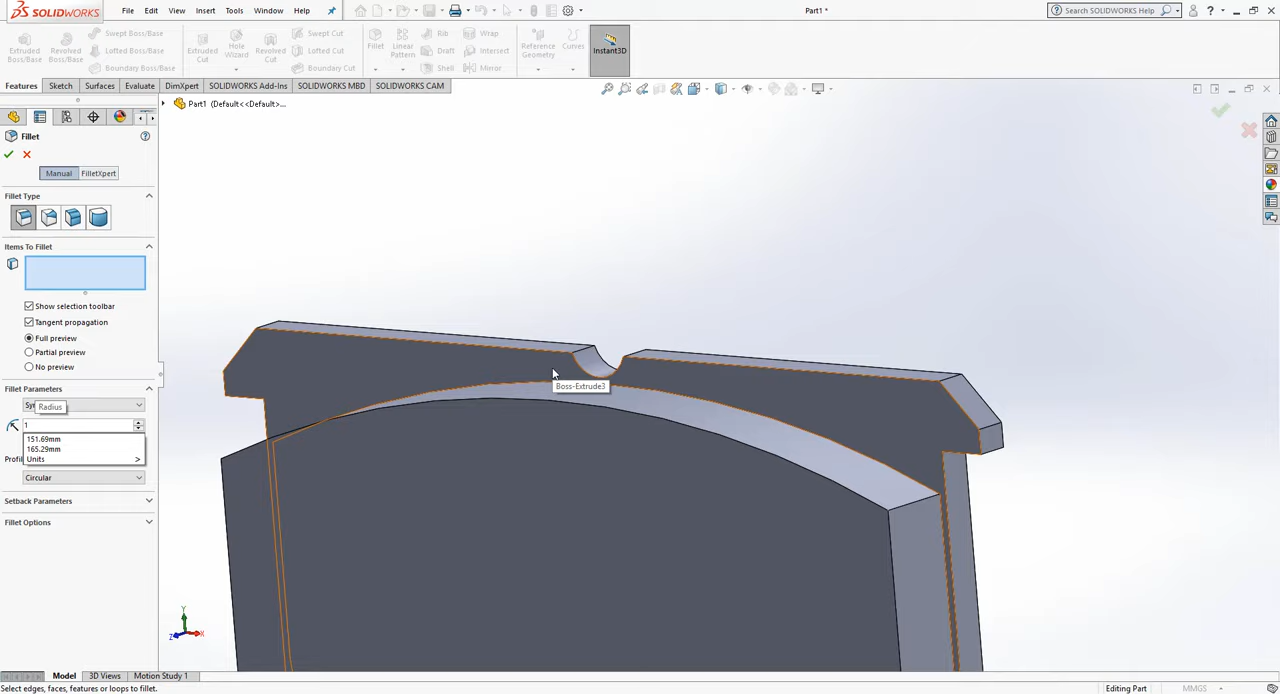 SOLIDWORKS
File
Edit
View
Insert
Tools
Window
Help
Part1 *
Search SOLIDWORKS Help
Extruded Boss/Base
Revolved Boss/Base
Swept Boss/Base
Lofted Boss/Base
Boundary Boss/Base
Extruded Cut
Hole Wizard
Revolved Cut
Swept Cut
Lofted Cut
Boundary Cut
Fillet
Linear Pattern
Rib
Draft
Shell
Wrap
Intersect
Mirror
Reference Geometry
Curves
Instant3D
Features
Sketch
Surfaces
Evaluate
DimXpert
SOLIDWORKS Add-Ins
SOLIDWORKS MBD
SOLIDWORKS CAM
Part1 (Default<<Default>...
Fillet
Manual
FilletXpert
Fillet Type
Items To Fillet
Show selection toolbar
Tangent propagation
Full preview
Partial preview
No preview
Fillet Parameters
Radius
1
151.69mm
165.29mm
Units >
Circular
Setback Parameters
Fillet Options
Boss-Extrude3
Y
X
Z
Model
3D Views
Motion Study 1
Select edges, faces, features or loops to fillet.
Editing Part
MMGS